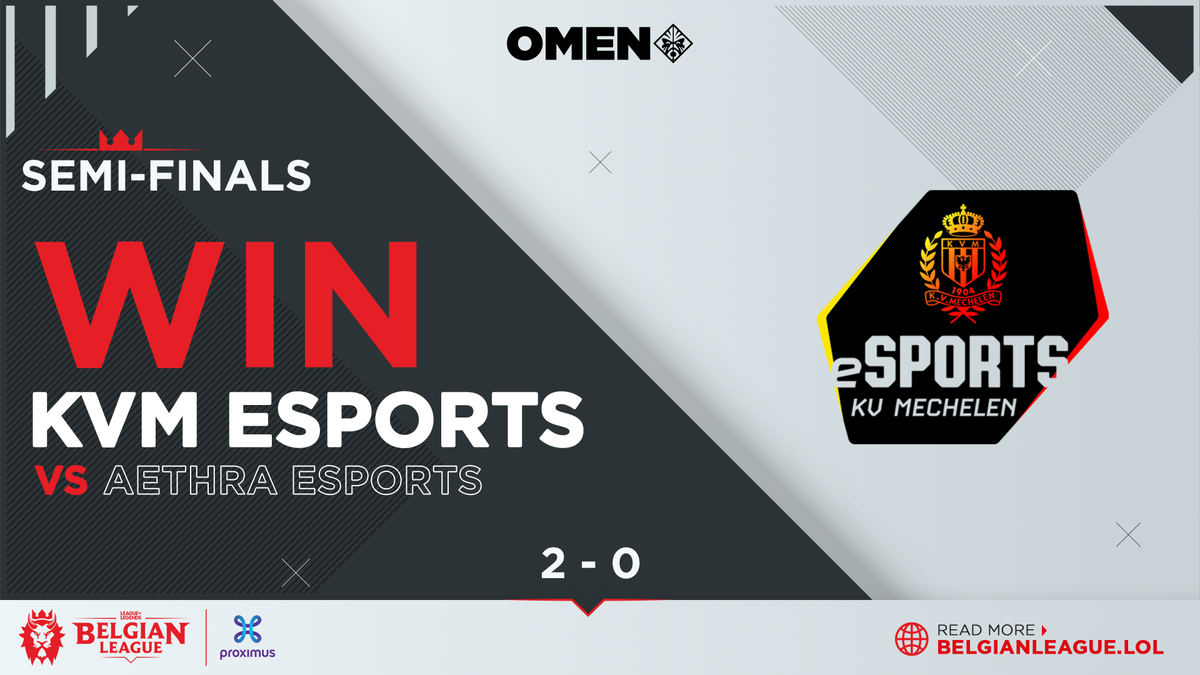 OMEN
SEMI-FINALS
WIN
KVM ESPORTS
VS AETHRA ESPORTS
2 - 0
KVM
1904
K.V. MECHELEN
eSPORTS
KV MECHELEN
LEAGUE OF LEGENDS
BELGIAN
LEAGUE
proximus
READ MORE
BELGIANLEAGUE.LOL